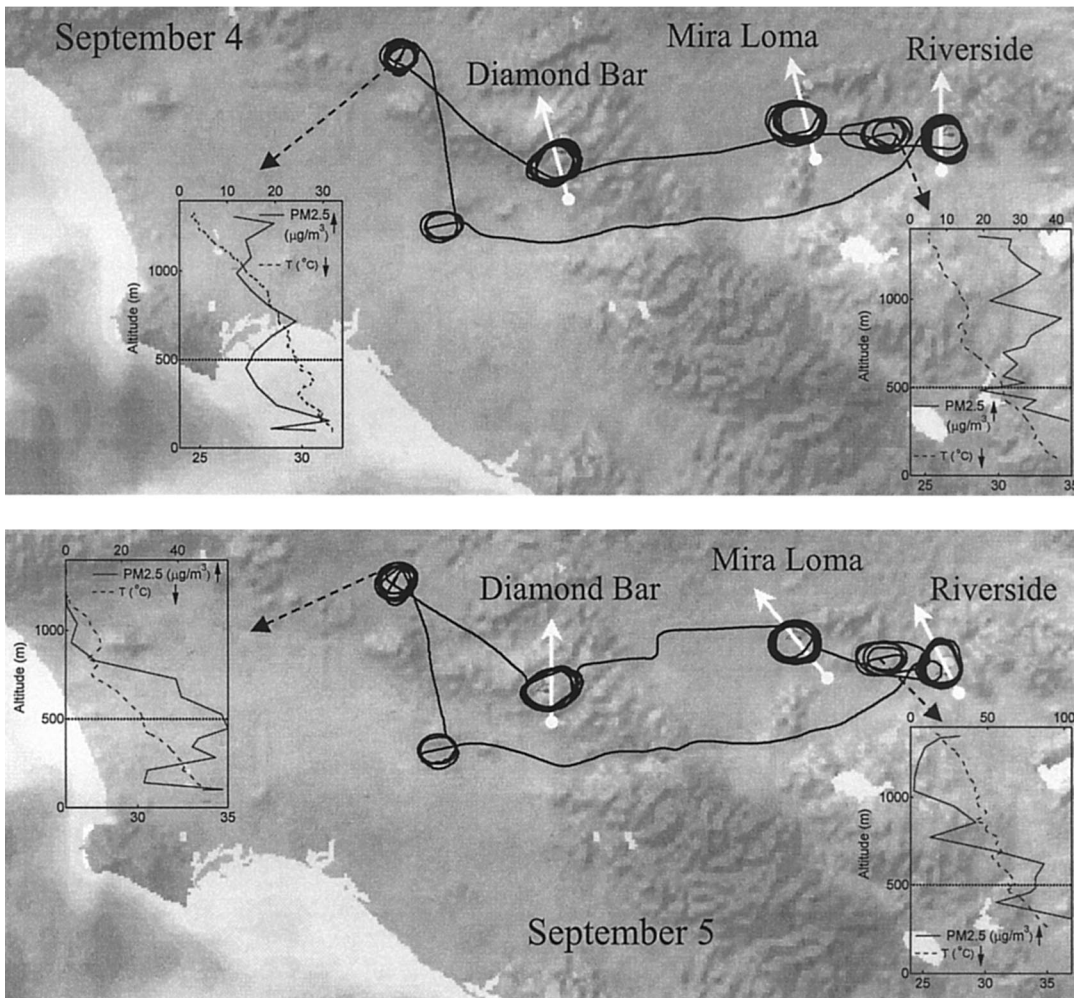 September 4
Mira Loma
Riverside
Diamond Bar
0 10 20 30
PM2.5
(µg/m³)
T (°C)
1000
500
0
Altitude (m)
25 30
0 5 10 20 30 40
1000
500
0
Altitude (m)
PM2.5
(µg/m³)
T (°C)
25 30 35
0 20 40
PM2.5 (µg/m³)
T (°C)
1000
500
0
Altitude (m)
30 35
Diamond Bar
Mira Loma
Riverside
0 50 100
1000
500
0
Altitude (m)
PM2.5 (µg/m³)
T (°C)
25 30 35
September 5